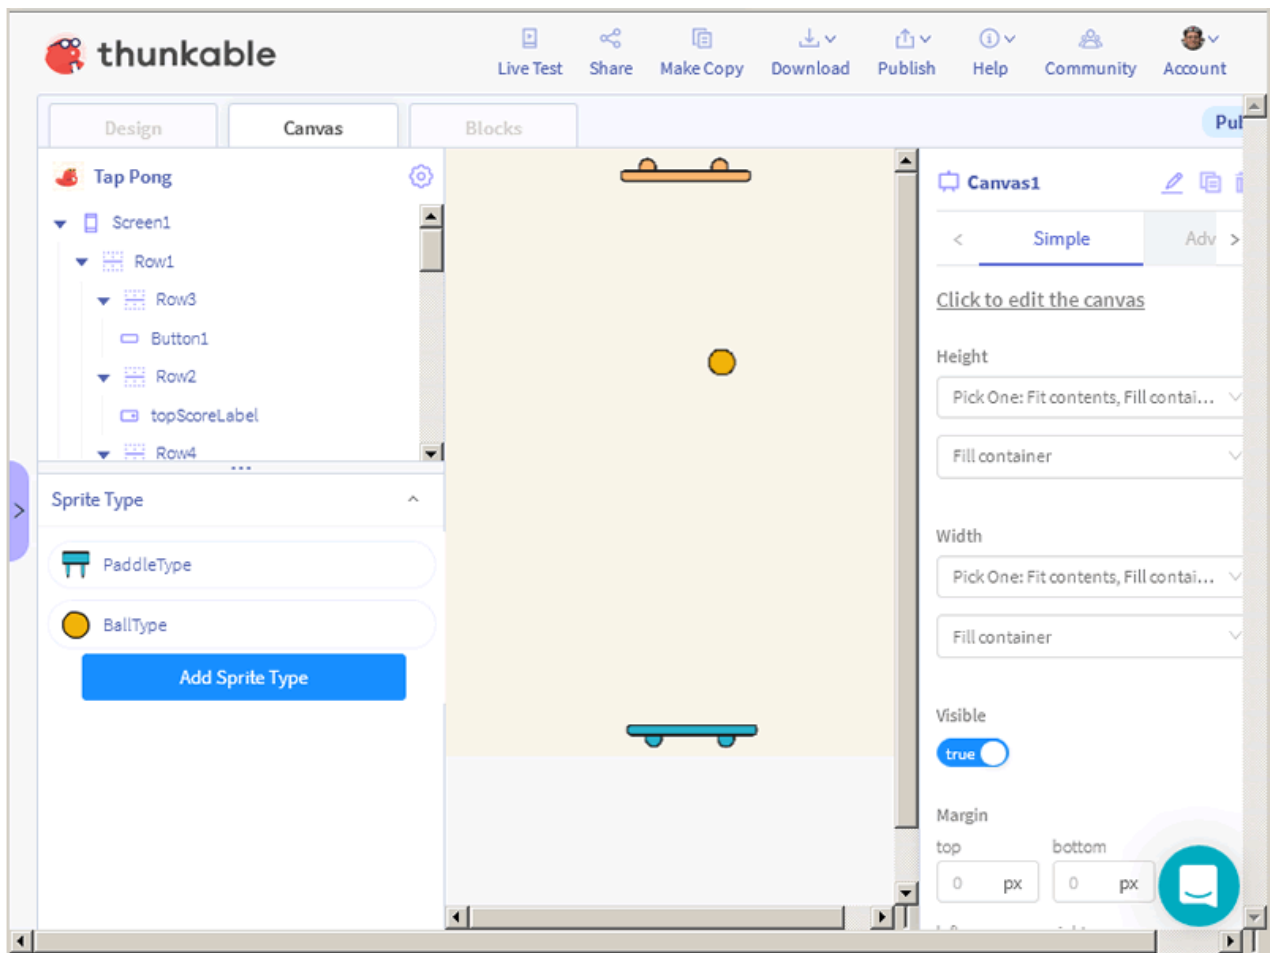 thunkable
Live Test
Share
Make Copy
Download
Publish
Help
Community
Account
Design
Canvas
Blocks
Tap Pong
Screen1
Row1
Row3
Button1
Row2
topScoreLabel
Row4
Sprite Type
PaddleType
BallType
Add Sprite Type
Canvas1
Simple
Adv
Click to edit the canvas
Height
Pick One: Fit contents, Fill contai...
Fill container
Width
Pick One: Fit contents, Fill contai...
Fill container
Visible
true
Margin
top bottom
0 px 0 px